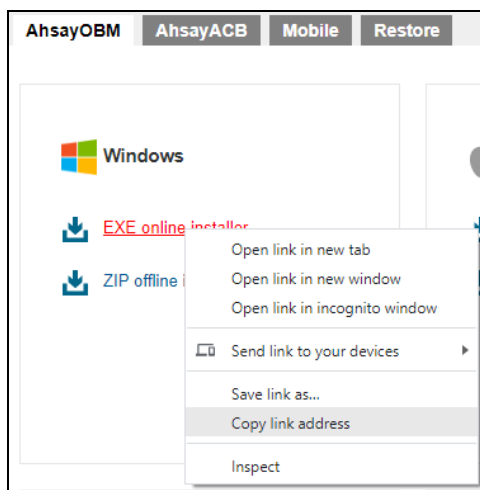 AhsayOBM AhsayACB Mobile Restore
Windows
EXE online installer
ZIP offline
Open link in new tab
Open link in new window
Open link in incognito window
Send link to your devices
Save link as...
Copy link address
Inspect